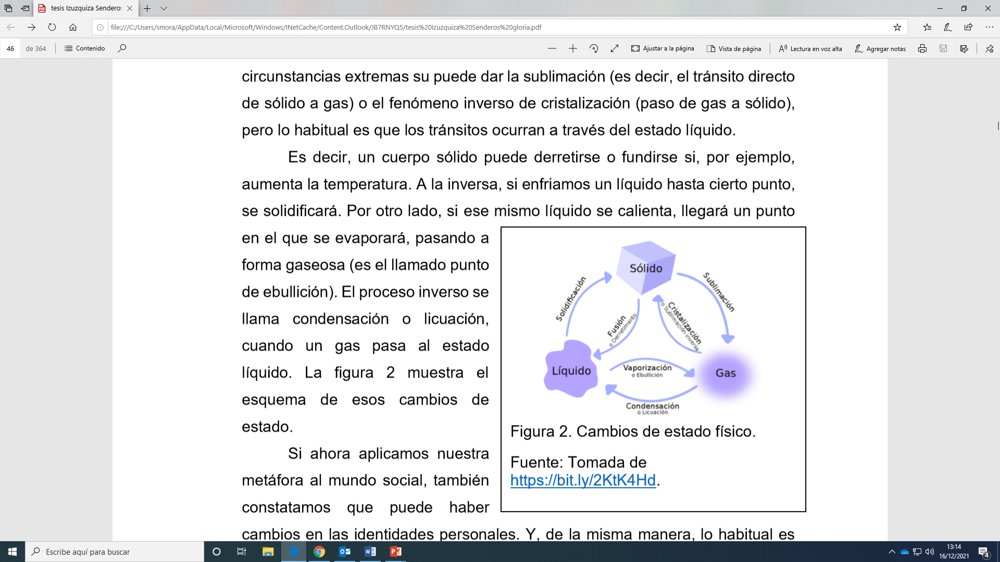 tesis Izuzquiza Senderos
file:///C:/Users/smora/AppData/Local/Microsoft/Windows/INetCache/Content.Outlook/JB7RNYQ5/tesis%20Izuzquiza%20Senderos%20gloria.pdf
46 de 364 Contenido Ajustar a la página Vista de página Lectura en voz alta Agregar notas
circunstancias extremas su puede dar la sublimación (es decir, el tránsito directo
de sólido a gas) o el fenómeno inverso de cristalización (paso de gas a sólido),
pero lo habitual es que los tránsitos ocurran a través del estado líquido.
Es decir, un cuerpo sólido puede derretirse o fundirse si, por ejemplo,
aumenta la temperatura. A la inversa, si enfriamos un líquido hasta cierto punto,
se solidificará. Por otro lado, si ese mismo líquido se calienta, llegará un punto
en el que se evaporará, pasando a
forma gaseosa (es el llamado punto
de ebullición). El proceso inverso se
llama condensación o licuación,
cuando un gas pasa al estado
líquido. La figura 2 muestra el
esquema de esos cambios de
estado.
Si ahora aplicamos nuestra
metáfora al mundo social, también
constatamos que puede haber
cambios en las identidades personales. Y, de la misma manera, lo habitual es
Sólido
Solidificación
Sublimación
Fusión
o Derretimento
Cristalización
o Sublimación Inversa
Líquido
Vaporización
o Ebullición
Gas
Condensación
o Licuación
Figura 2. Cambios de estado físico.
Fuente: Tomada de
https://bit.ly/2KtK4Hd.
Escribe aquí para buscar
13:14
16/12/2021
4